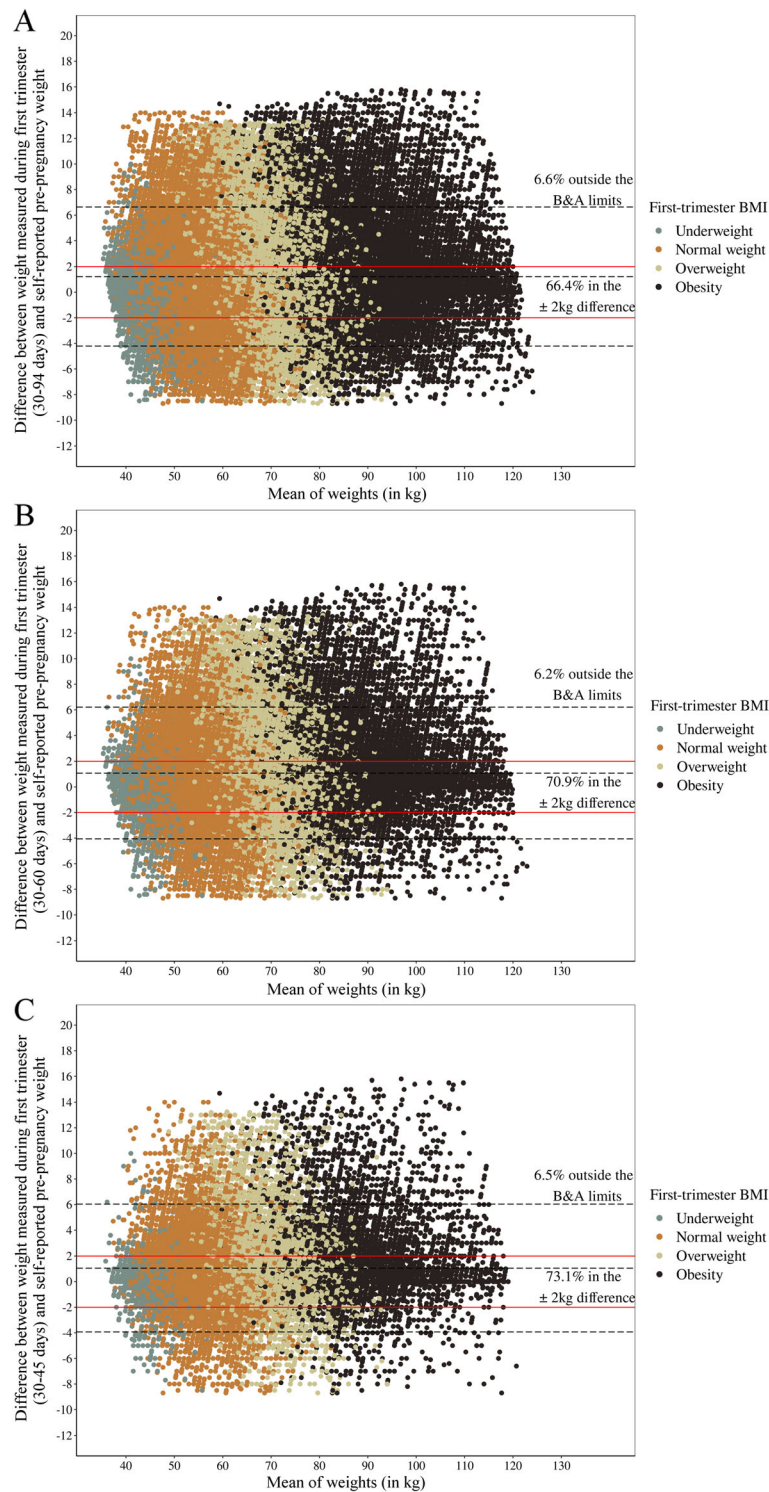 A
Difference between weight measured during first trimester
(30-94 days) and self-reported pre-pregnancy weight
20
18
16
14
12
10
8
6
4
2
0
-2
-4
-6
-8
-10
-12
6.6% outside the
B&A limits
66.4% in the
± 2kg difference
40 50 60 70 80 90 100 110 120 130
Mean of weights (in kg)
First-trimester BMI
Underweight
Normal weight
Overweight
Obesity
B
Difference between weight measured during first trimester
(30-60 days) and self-reported pre-pregnancy weight
20
18
16
14
12
10
8
6
4
2
0
-2
-4
-6
-8
-10
-12
6.2% outside the
B&A limits
70.9% in the
± 2kg difference
40 50 60 70 80 90 100 110 120 130
Mean of weights (in kg)
First-trimester BMI
Underweight
Normal weight
Overweight
Obesity
C
Difference between weight measured during first trimester
(30-45 days) and self-reported pre-pregnancy weight
20
18
16
14
12
10
8
6
4
2
0
-2
-4
-6
-8
-10
-12
6.5% outside the
B&A limits
73.1% in the
± 2kg difference
40 50 60 70 80 90 100 110 120 130
Mean of weights (in kg)
First-trimester BMI
Underweight
Normal weight
Overweight
Obesity